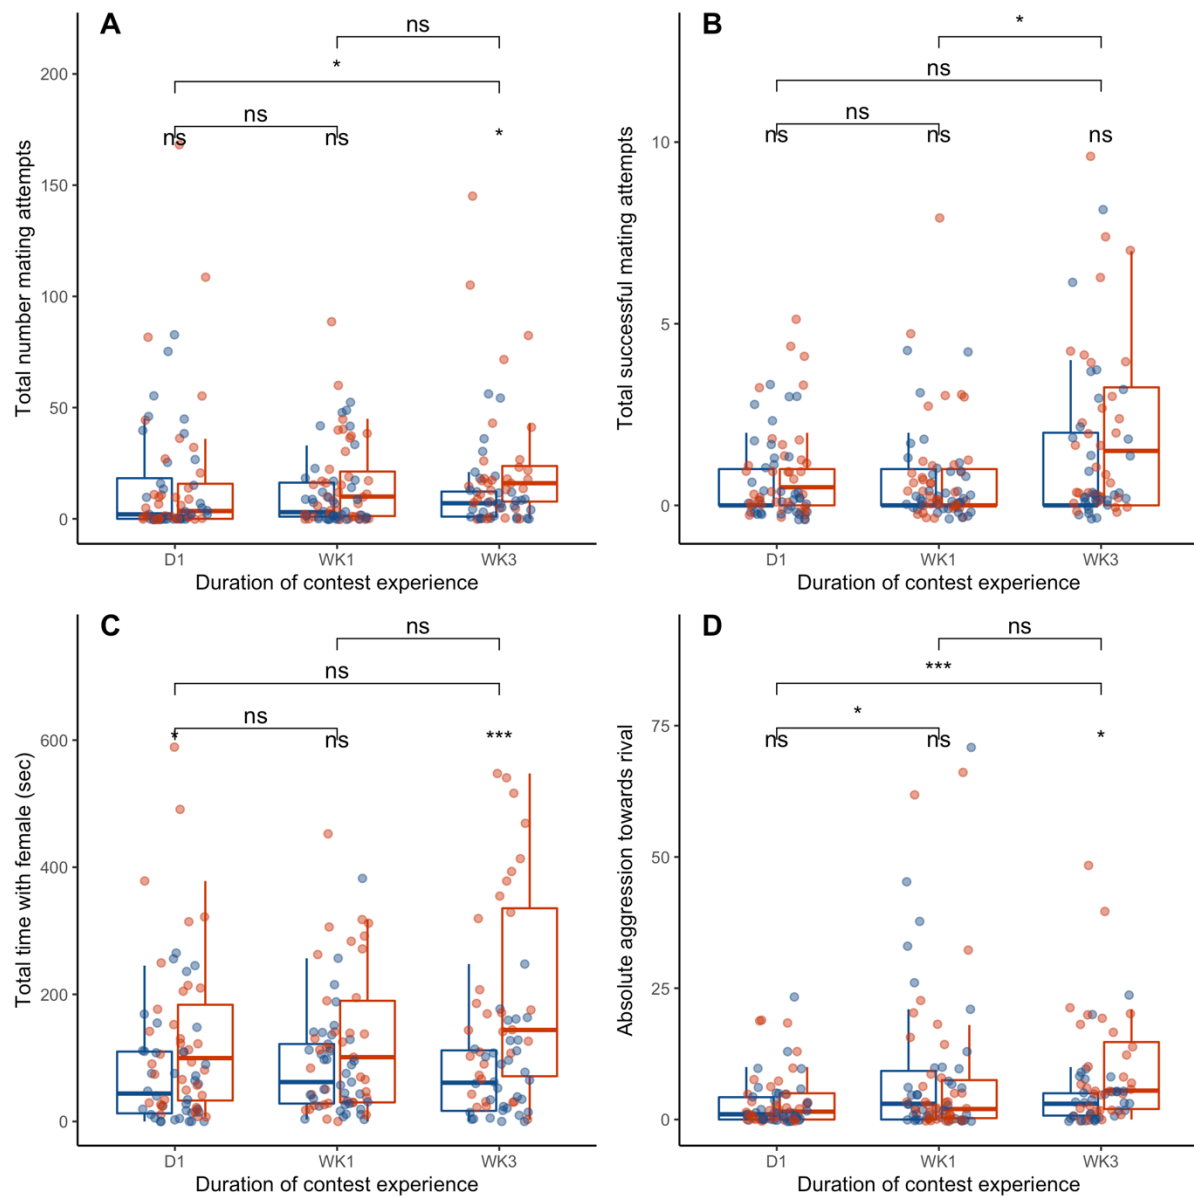 A
ns
*
ns
ns
ns
*
200
150
100
50
0
Total number mating attempts
D1
WK1
WK3
Duration of contest experience
B
*
ns
ns
ns
ns
ns
10
5
0
Total successful mating attempts
D1
WK1
WK3
Duration of contest experience
C
ns
ns
ns
*
ns
***
600
400
200
0
Total time with female (sec)
D1
WK1
WK3
Duration of contest experience
D
ns
***
*
ns
ns
*
75
50
25
0
Absolute aggression towards rival
D1
WK1
WK3
Duration of contest experience